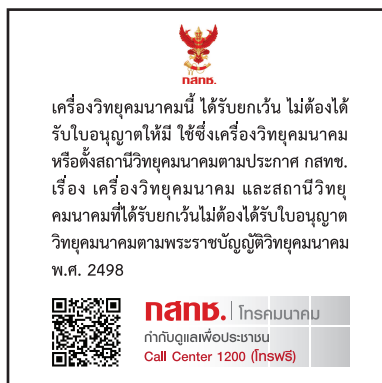 กสทช.
เครื่องวิทยุคมนาคมนี้ ได้รับยกเว้น ไม่ต้องได้
รับใบอนุญาตให้มี ใช้ซึ่งเครื่องวิทยุคมนาคม
หรือตั้งสถานีวิทยุคมนาคมตามประกาศ กสทช.
เรื่อง เครื่องวิทยุคมนาคม และสถานีวิทยุ
คมนาคมที่ได้รับยกเว้นไม่ต้องได้รับใบอนุญาต
วิทยุคมนาคมตามพระราชบัญญัติวิทยุคมนาคม
พ.ศ. 2498
กสทช. โทรคมนาคม
กำกับดูแลเพื่อประชาชน
Call Center 1200 (โทรฟรี)